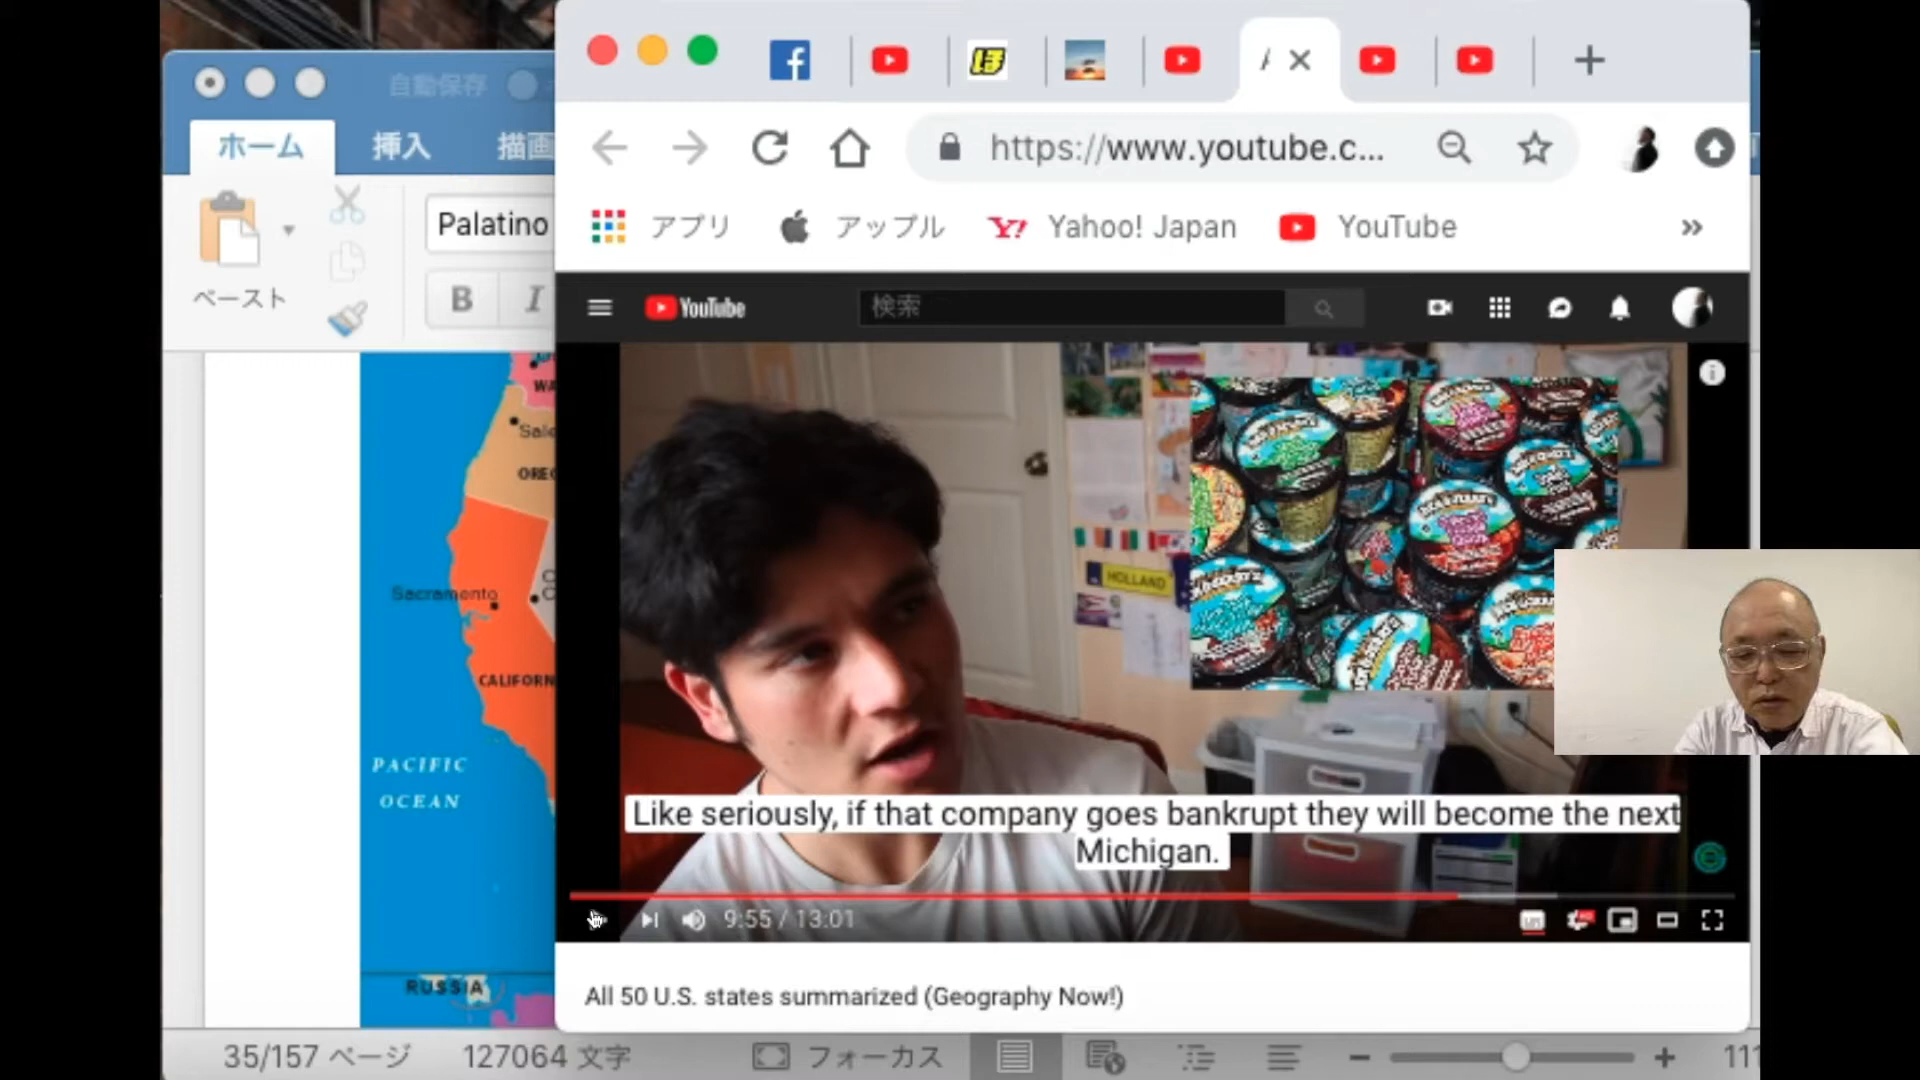 自動保存
ホーム 挿入 描画
Palatino
ペースト
B I
https://www.youtube.c...
アプリ アップル Yahoo! Japan YouTube »
YouTube 検索
WA
Sale
OREG
Sacramento
CALIFORN
PACIFIC
OCEAN
RUSSIA
HOLLAND
Like seriously, if that company goes bankrupt they will become the next
Michigan.
9:55 / 13:01
All 50 U.S. states summarized (Geography Now!)
35/157 ページ 127064 文字 フォーカス